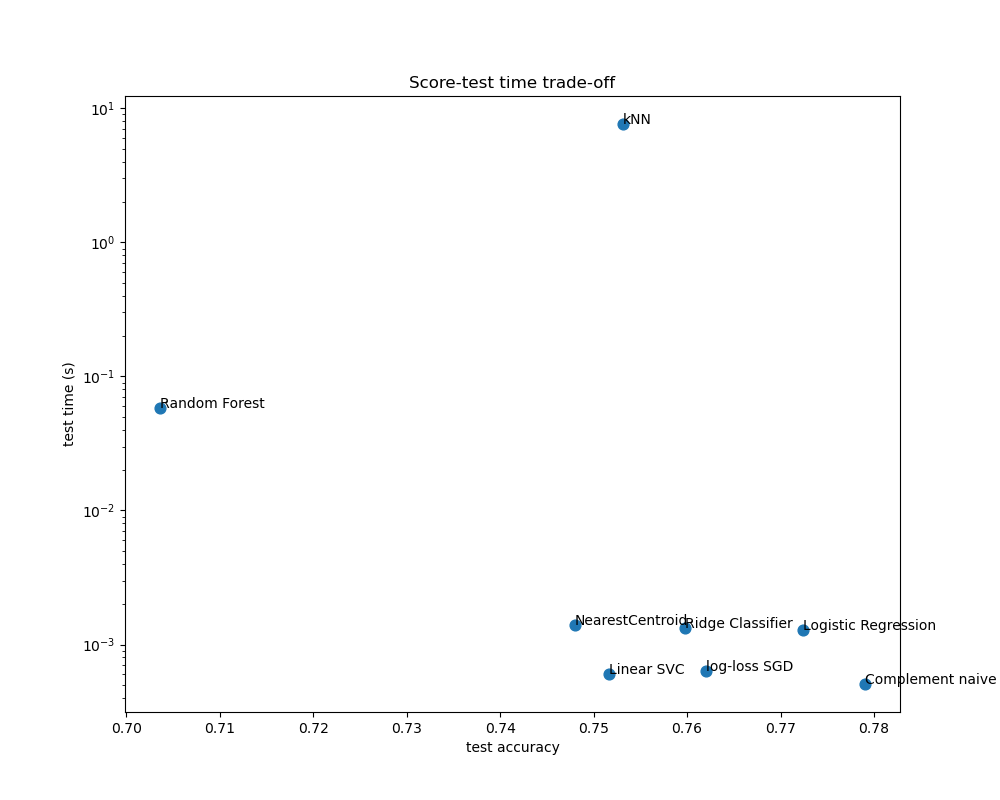 Score-test time trade-off
10¹
10⁰
10⁻¹
10⁻²
10⁻³
test time (s)
kNN
Random Forest
NearestCentroid
Ridge Classifier
Logistic Regression
Linear SVC
log-loss SGD
Complement naive
0.70 0.71 0.72 0.73 0.74 0.75 0.76 0.77 0.78
test accuracy